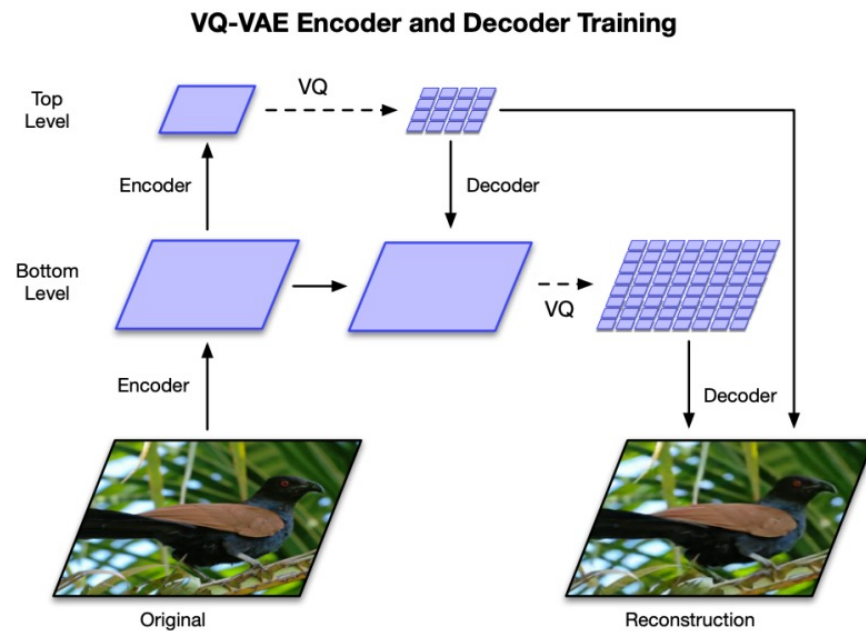 VQ-VAE Encoder and Decoder Training
Top
Level
VQ
Encoder
Decoder
Bottom
Level
VQ
Encoder
Decoder
Original
Reconstruction